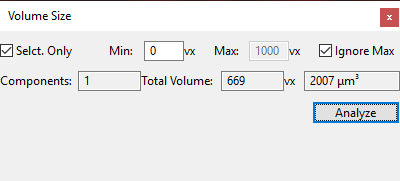 Volume Size x
Selct. Only Min: 0 vx Max: 1000 vx Ignore Max
Components: 1 Total Volume: 669 vx 2007 µm³
Analyze